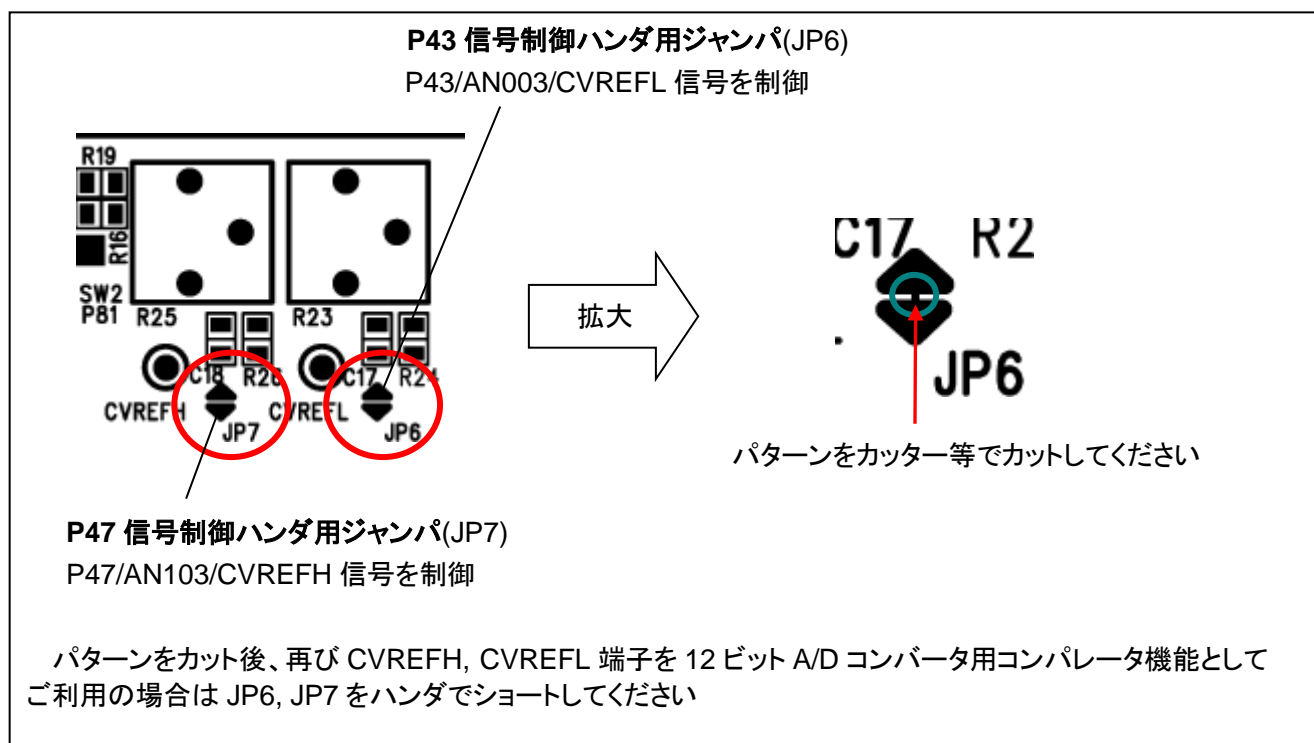 P43 信号制御ハンダ用ジャンパ(JP6)
P43/AN003/CVREFL 信号を制御
R19
R16
SW2
P81
R25
R23
C18
R26
C17
R24
CVREFH
JP7
CVREFL
JP6
拡大
C17
R2
JP6
パターンをカッター等でカットしてください
P47 信号制御ハンダ用ジャンパ(JP7)
P47/AN103/CVREFH 信号を制御
パターンをカット後、再び CVREFH, CVREFL 端子を 12 ビット A/D コンバータ用コンパレータ機能として
ご利用の場合は JP6, JP7 をハンダでショートしてください